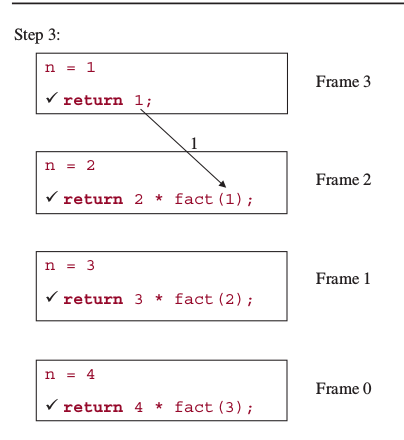 Step 3:
n = 1
✓ return 1;
Frame 3
1
n = 2
✓ return 2 * fact(1);
Frame 2
n = 3
✓ return 3 * fact(2);
Frame 1
n = 4
✓ return 4 * fact(3);
Frame 0